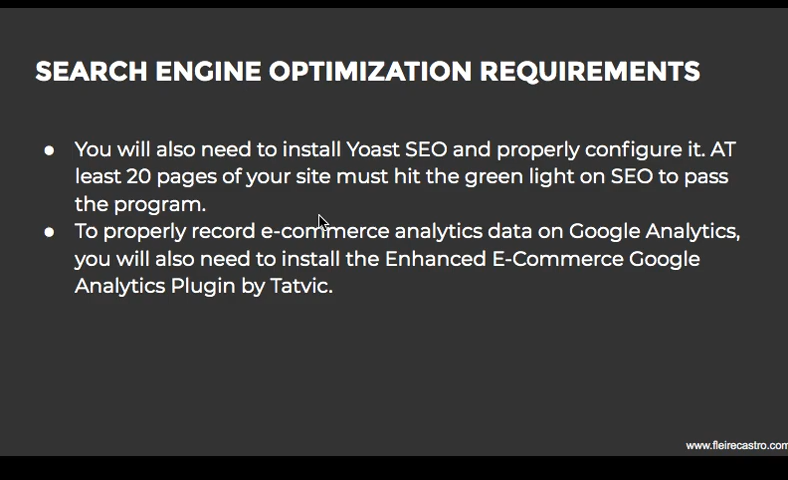 SEARCH ENGINE OPTIMIZATION REQUIREMENTS
● You will also need to install Yoast SEO and properly configure it. AT
least 20 pages of your site must hit the green light on SEO to pass
the program.
● To properly record e-commerce analytics data on Google Analytics,
you will also need to install the Enhanced E-Commerce Google
Analytics Plugin by Tatvic.
www.fleirecastro.com